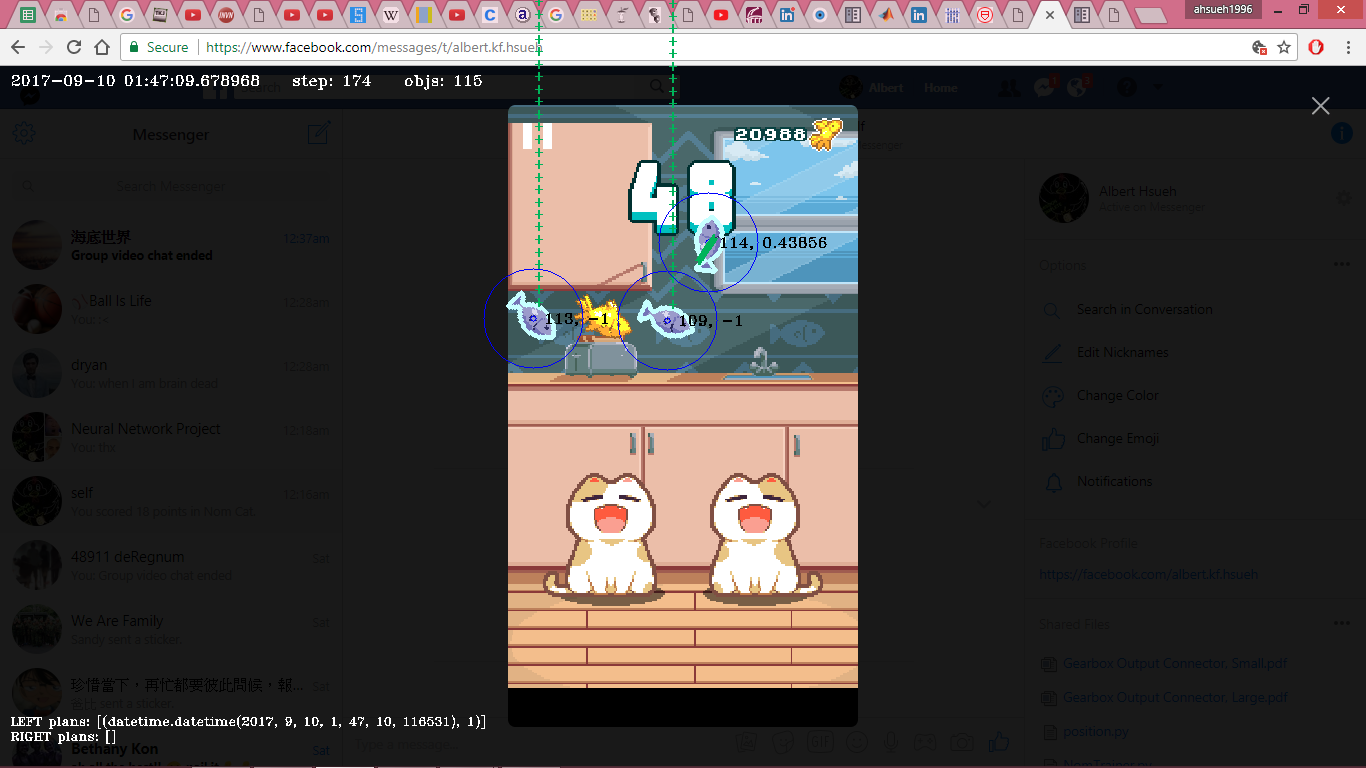 ahsueh1996
Secure https://www.facebook.com/messages/t/albert.kf.hsueh
2017-09-10 01:47:09.678968 step: 174 objs: 115
Albert Home
Messenger
Search Messenger
20988
48
114, 0.43856
113, -1
109, -1
海底世界 12:37am
Group video chat ended
Ball Is Life 12:28am
dryan 12:28am
You: when I am brain dead
Neural Network Project 12:18am
You: thx
self 12:16am
You scored 18 points in Nom Cat.
48911 deRegnum Sat
You: Group video chat ended
We Are Family Sat
Sandy sent a sticker.
珍惜當下，再忙都要彼此問候，報... Sat
LEFT plans: [(datetime.datetime(2017, 9, 10, 1, 47, 10, 116531), 1)]
RIGHT plans: []
Bethany Kon Sat
Type a message...
GIF
Albert Hsueh
Active on Messenger
Options
Search in Conversation
Edit Nicknames
Change Color
Change Emoji
Notifications
Facebook Profile
https://facebook.com/albert.kf.hsueh
Shared Files
Gearbox Output Connector, Small.pdf
Gearbox Output Connector, Large.pdf
position.py
NomTrainer.py